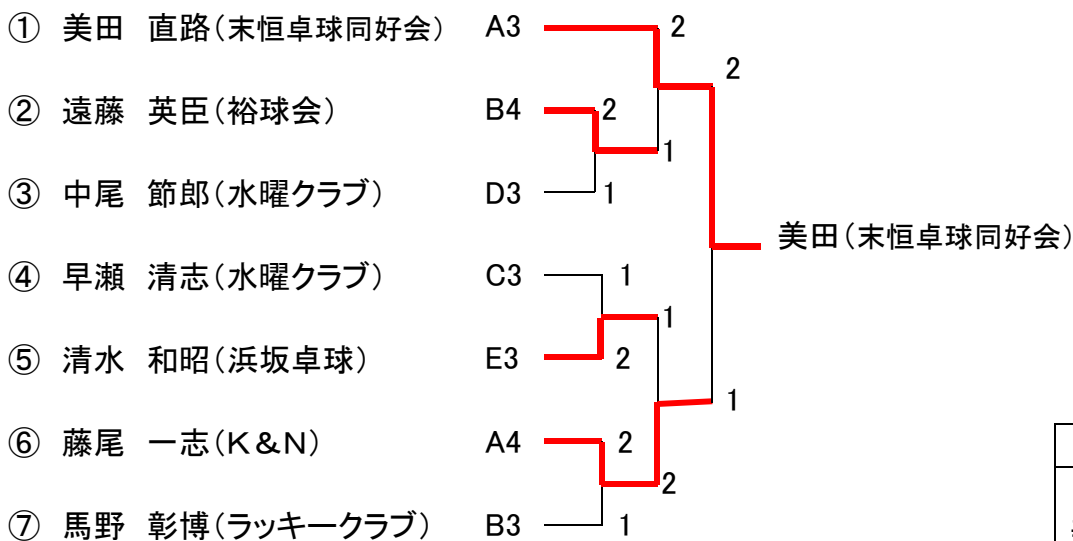 ① 美田　直路(末恒卓球同好会)　A3　2
2
② 遠藤　英臣(裕球会)　B4　2
1
③ 中尾　節郎(水曜クラブ)　D3　1
美田(末恒卓球同好会)
④ 早瀬　清志(水曜クラブ)　C3　1
1
⑤ 清水　和昭(浜坂卓球)　E3　2
1
⑥ 藤尾　一志(K&N)　A4　2
2
⑦ 馬野　彰博(ラッキークラブ)　B3　1